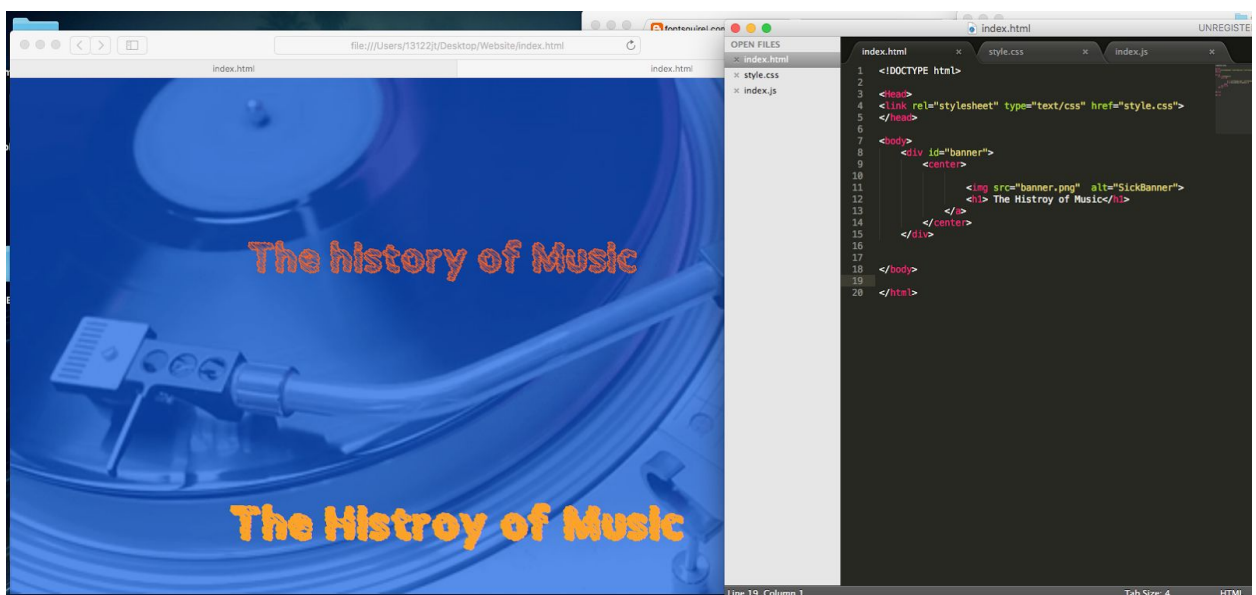 fontsquirel.com
file:///Users/13122jt/Desktop/Website/index.html
index.html
index.html
The history of Music
The Histroy of Music
index.html
UNREGISTE
OPEN FILES
× index.html
× style.css
× index.js
index.html ×
style.css ×
index.js ×
1 <!DOCTYPE html>
2
3 <Head>
4 <link rel="stylesheet" type="text/css" href="style.css">
5 </head>
6
7 <body>
8 <div id="banner">
9 <center>
10
11 <img src="banner.png"  alt="SickBanner">
12 <h1> The Histroy of Music</h1>
13 </a>
14 </center>
15 </div>
16
17
18 </body>
19
20 </html>
Line 19, Column 1
Tab Size: 4
HTML